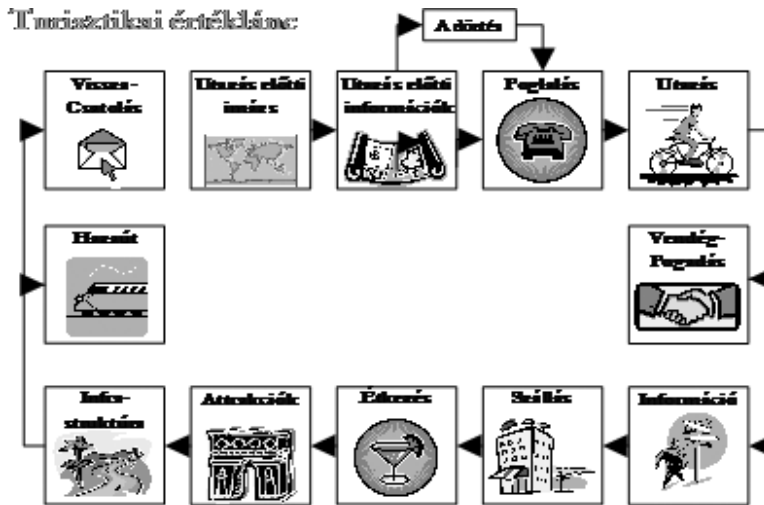 Turisztikai értéklánc
A döntés
Vissza-
Csatolás
Utazás előtti
imázs
Utazás előtti
információk
Foglalás
Utazás
Hazaút
Vendég-
Fogadás
Infra-
struktúra
Attrakciók
Étkezés
Szállás
Információ